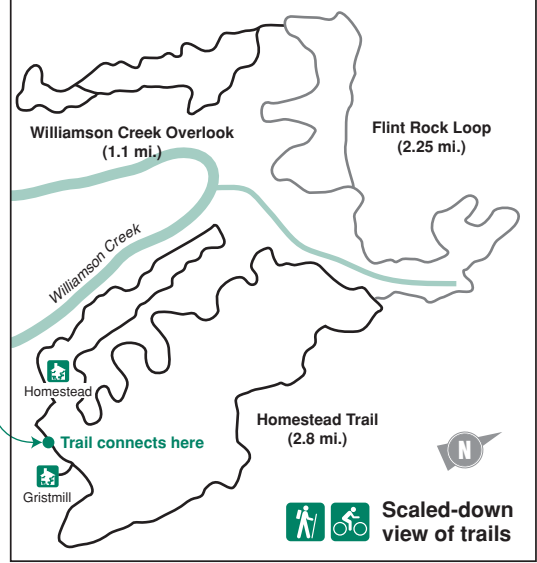 Williamson Creek Overlook
(1.1 mi.)
Flint Rock Loop
(2.25 mi.)
Williamson Creek
Homestead
Trail connects here
Gristmill
Homestead Trail
(2.8 mi.)
N
Scaled-down
view of trails